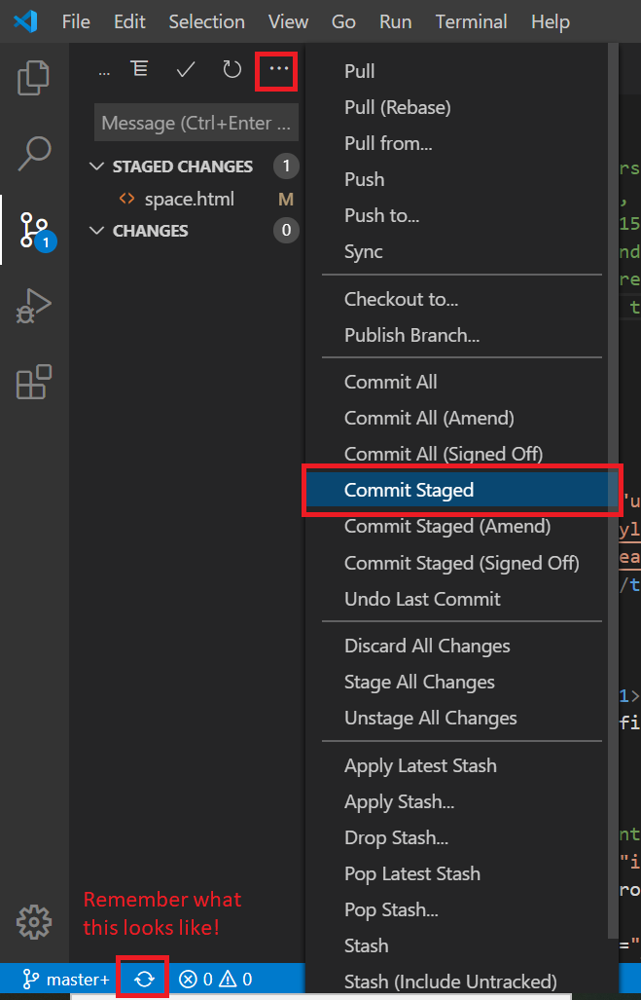 File Edit Selection View Go Run Terminal Help
...
Message (Ctrl+Enter ...
STAGED CHANGES 1
<> space.html M
CHANGES 0
1
Pull
Pull (Rebase)
Pull from...
Push
Push to...
Sync
Checkout to...
Publish Branch...
Commit All
Commit All (Amend)
Commit All (Signed Off)
Commit Staged
Commit Staged (Amend)
Commit Staged (Signed Off)
Undo Last Commit
Discard All Changes
Stage All Changes
Unstage All Changes
Apply Latest Stash
Apply Stash...
Drop Stash...
Pop Latest Stash
Pop Stash...
Stash
Stash (Include Untracked)
Remember what
this looks like!
master+ 0 0